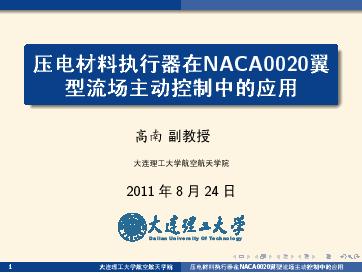 压电材料执行器在NACA0020翼
型流场主动控制中的应用
高南 副教授
大连理工大学航空航天学院
2011 年 8 月 24 日
大连理工大学
Dalian University Of Technology
1 大连理工大学航空航天学院 压电材料执行器在NACA0020翼型流场主动控制中的应用